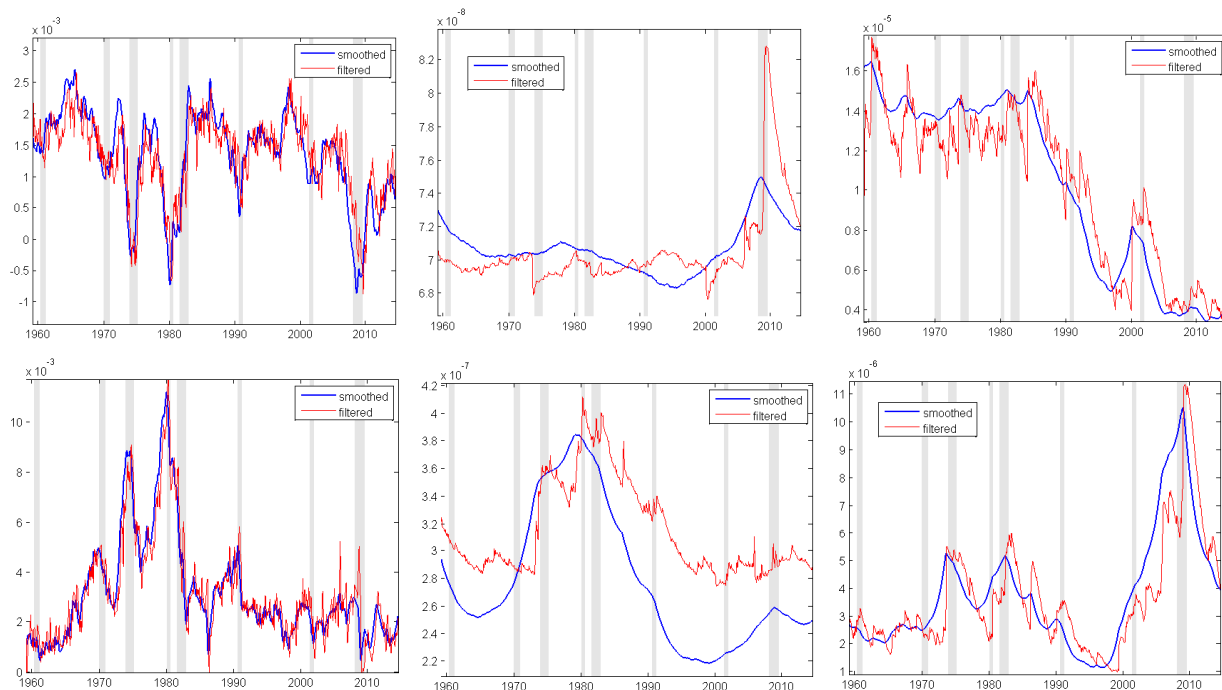 x 10⁻³
3
2.5
2
1.5
1
0.5
0
-0.5
-1
smoothed
filtered
1960 1970 1980 1990 2000 2010
x 10⁻⁸
8.2
8
7.8
7.6
7.4
7.2
7
6.8
smoothed
filtered
1960 1970 1980 1990 2000 2010
x 10⁻⁵
1.6
1.4
1.2
1
0.8
0.6
0.4
smoothed
filtered
1960 1970 1980 1990 2000 2010
x 10⁻³
10
8
6
4
2
0
smoothed
filtered
1960 1970 1980 1990 2000 2010
x 10⁻⁷
4.2
4
3.8
3.6
3.4
3.2
3
2.8
2.6
2.4
2.2
smoothed
filtered
1960 1970 1980 1990 2000 2010
x 10⁻⁶
11
10
9
8
7
6
5
4
3
2
1
smoothed
filtered
1960 1970 1980 1990 2000 2010